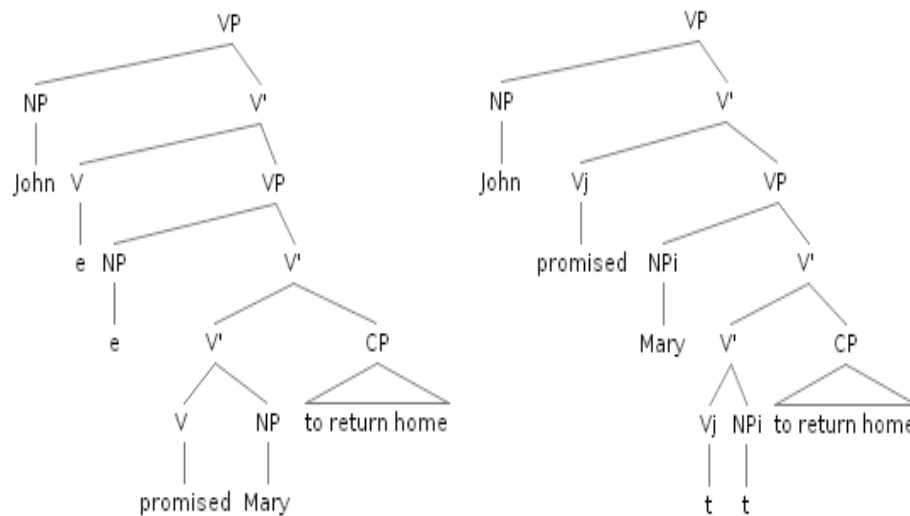 VP VP
NP V' NP V'
John V VP John Vj VP
e NP V' promised NPi V'
e V' CP Mary V' CP
V NP to return home Vj NPi to return home
promised Mary t t